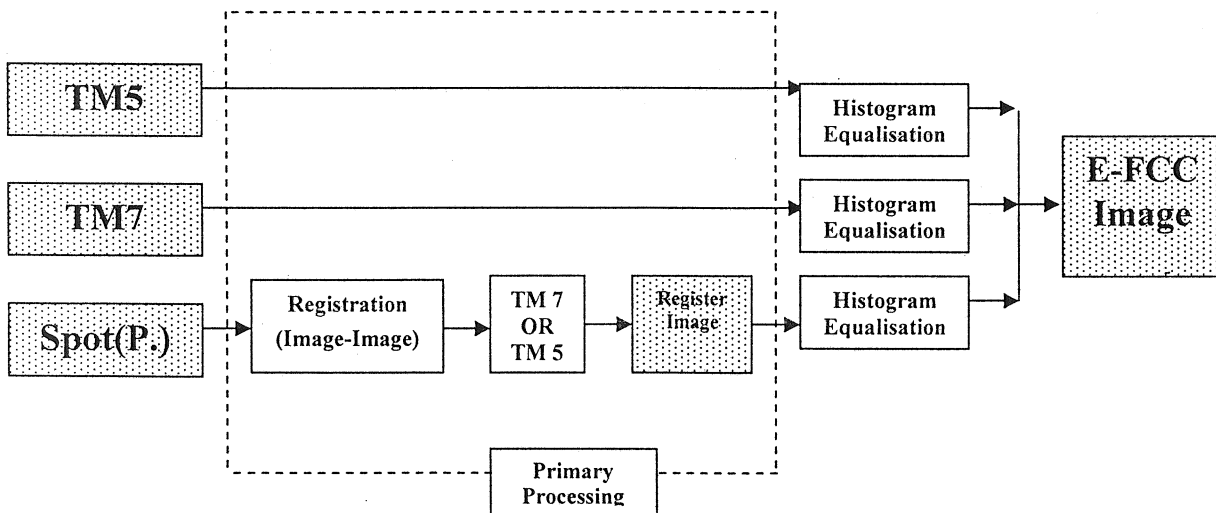 TM5
Histogram
Equalisation
E-FCC
Image
TM7
Histogram
Equalisation
Spot(P.)
Registration
(Image-Image)
TM 7
OR
TM 5
Register
Image
Histogram
Equalisation
Primary
Processing